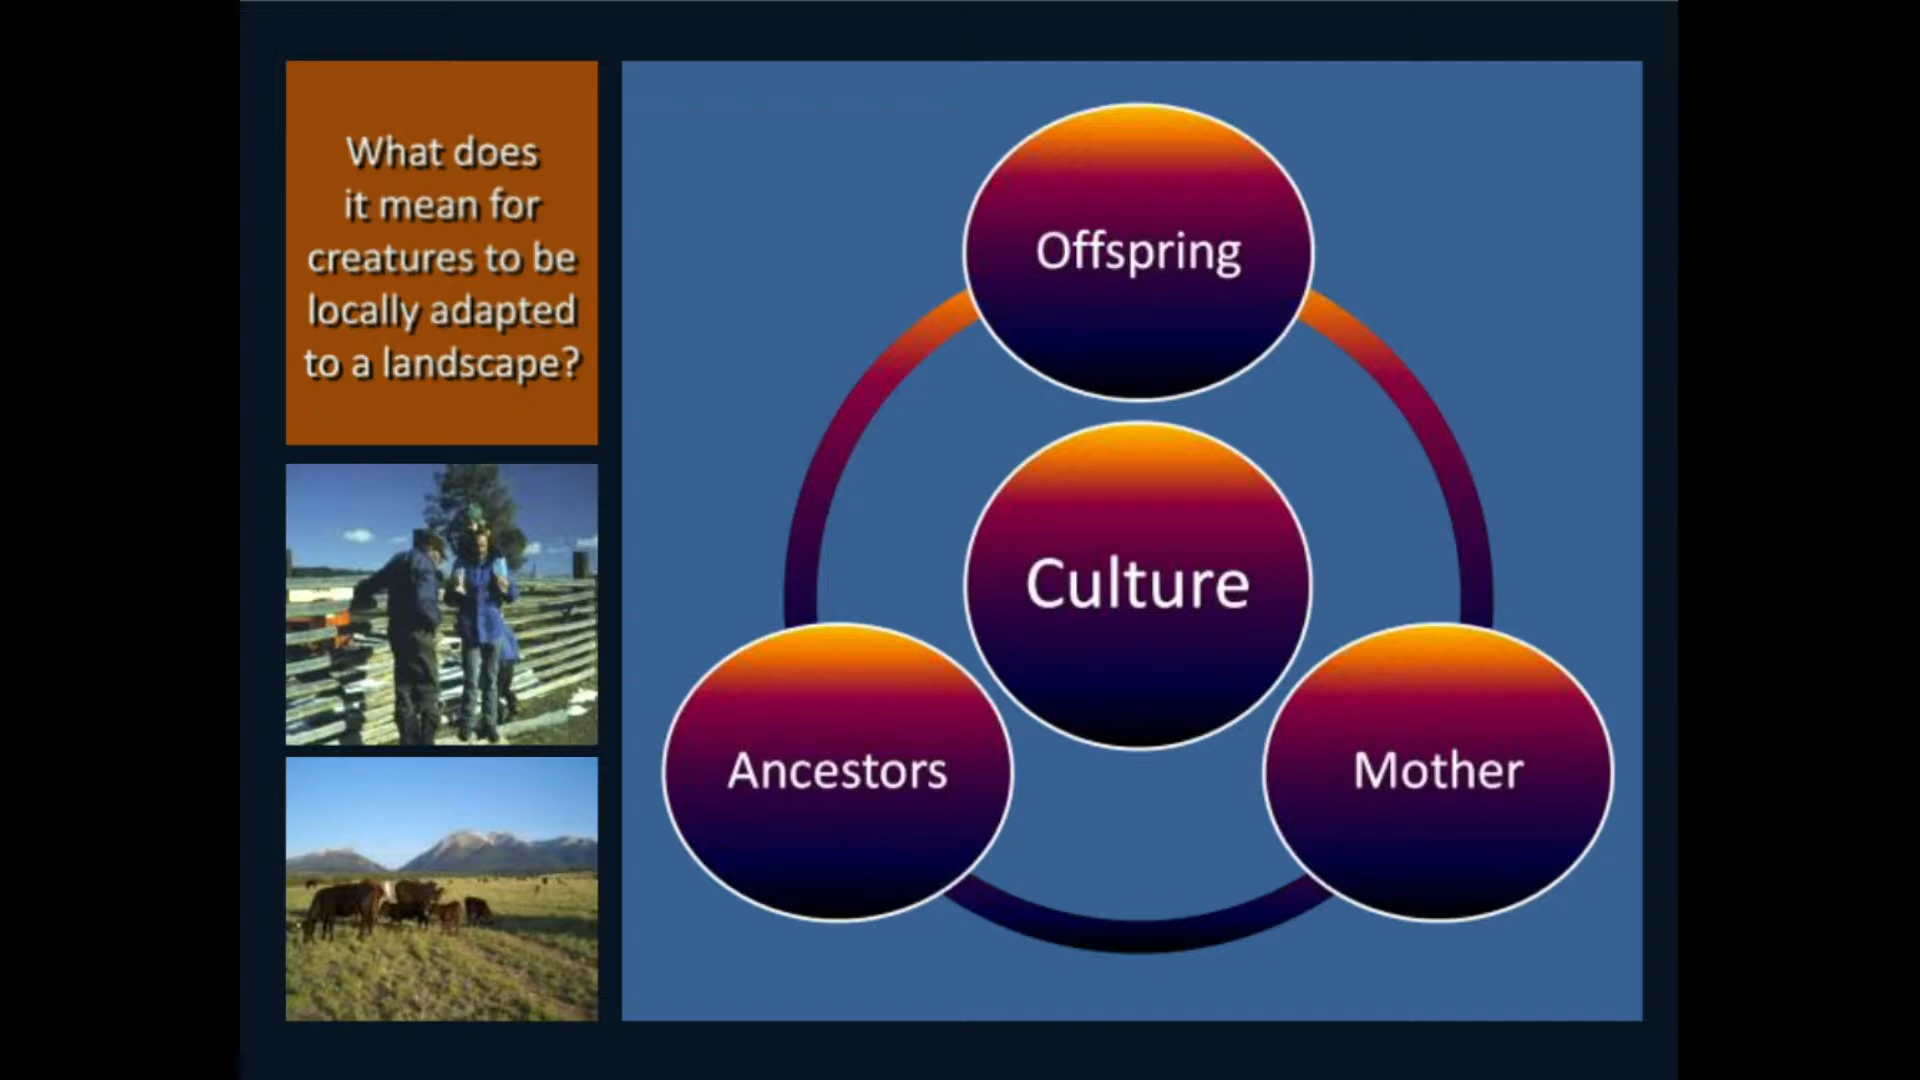 What does
it mean for
creatures to be
locally adapted
to a landscape?
Offspring
Culture
Ancestors
Mother